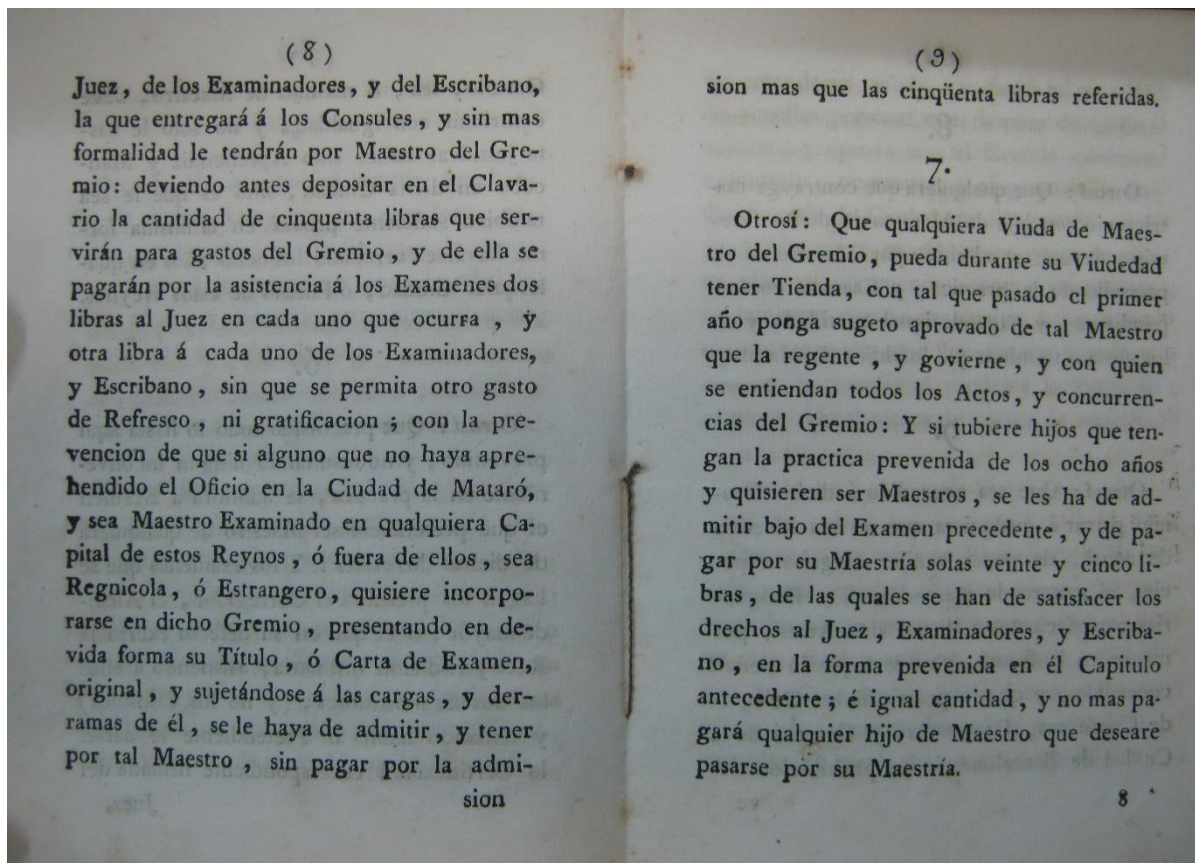 (8)
Juez, de los Examinadores, y del Escribano,
la que entregará á los Consules, y sin mas
formalidad le tendrán por Maestro del Gre-
mio: deviendo antes depositar en el Clava-
rio la cantidad de cinquenta libras que ser-
virán para gastos del Gremio, y de ella se
pagarán por la asistencia á los Examenes dos
libras al Juez en cada uno que ocurra, y
otra libra á cada uno de los Examinadores,
y Escribano, sin que se permita otro gasto
de Refresco, ni gratificacion; con la pre-
vencion de que si alguno que no haya apre-
hendido el Oficio en la Ciudad de Mataró,
y sea Maestro Examinado en qualquiera Ca-
pital de estos Reynos, ó fuera de ellos, sea
Regnicola, ó Estrangero, quisiere incorpo-
rarse en dicho Gremio, presentando en de-
vida forma su Título, ó Carta de Examen,
original, y sujetándose á las cargas, y der-
ramas de él, se le haya de admitir, y tener
por tal Maestro, sin pagar por la admi-
sion
(9)
sion mas que las cinqüenta libras referidas.
7.
Otrosí: Que qualquiera Viuda de Maes-
tro del Gremio, pueda durante su Viudedad
tener Tienda, con tal que pasado el primer
año ponga sugeto aprovado de tal Maestro
que la regente, y govierne, y con quien
se entiendan todos los Actos, y concurren-
cias del Gremio: Y si tubiere hijos que ten-
gan la practica prevenida de los ocho años
y quisieren ser Maestros, se les ha de ad-
mitir bajo del Examen precedente, y de pa-
gar por su Maestría solas veinte y cinco li-
bras, de las quales se han de satisfacer los
drechos al Juez, Examinadores, y Escriba-
no, en la forma prevenida en él Capitulo
antecedente; é ignal cantidad, y no mas pa-
gará qualquier hijo de Maestro que deseare
pasarse por su Maestría.
8